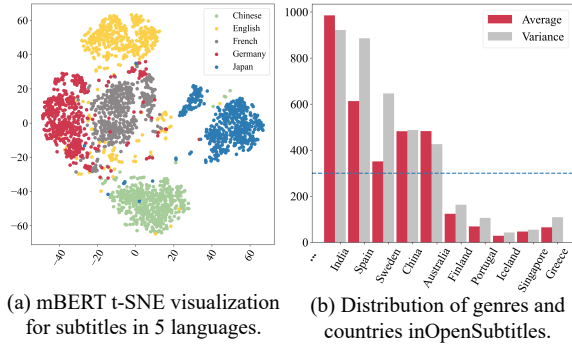 Chinese
English
French
Germany
Japan
60
40
20
0
−20
−40
−60
−40
−20
0
20
40
60
(a) mBERT t-SNE visualization
for subtitles in 5 languages.
Average
Variance
1000
800
600
400
200
0
...
India
Spain
Sweden
China
Australia
Finland
Portugal
Iceland
Singapore
Greece
(b) Distribution of genres and
countries inOpenSubtitles.